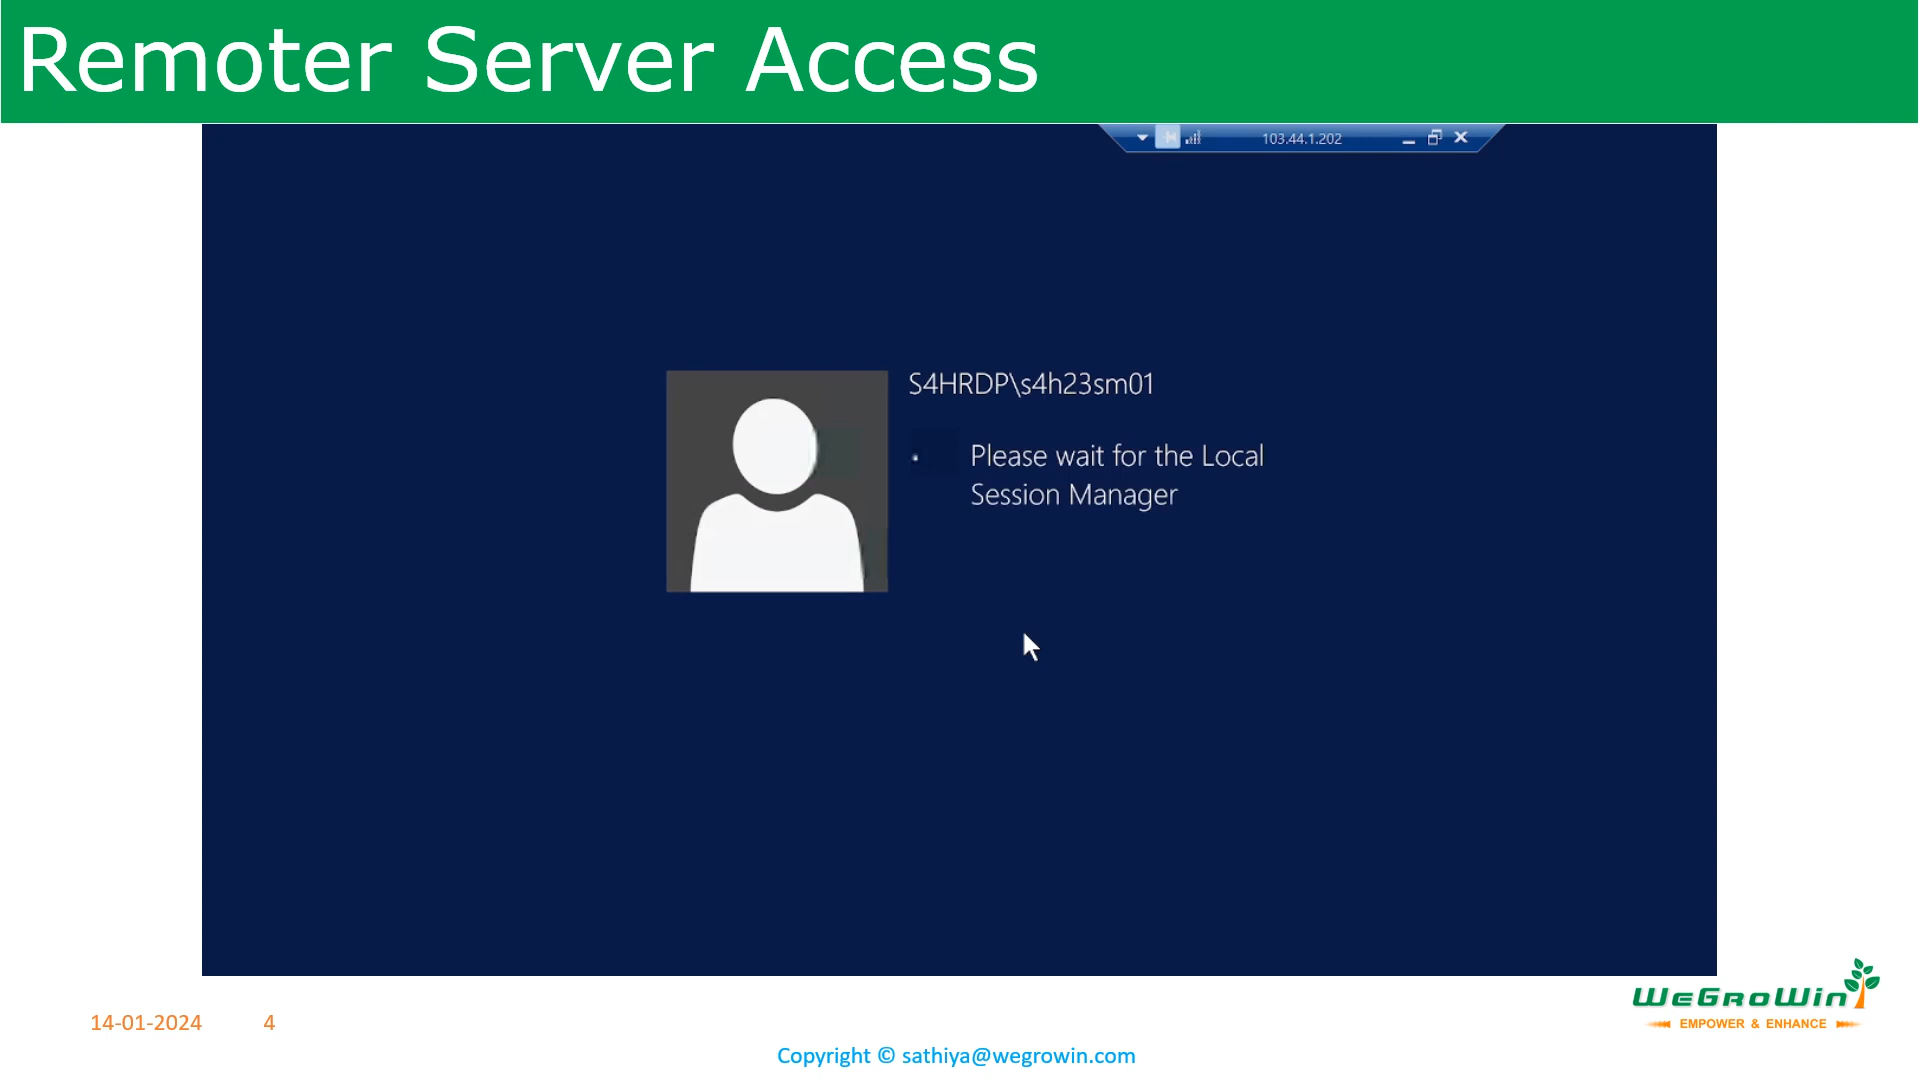 Remoter Server Access
103.44.1.202
S4HRDP\s4h23sm01
Please wait for the Local
Session Manager
WeGroWin
EMPOWER & ENHANCE
14-01-2024 4
Copyright © sathiya@wegrowin.com